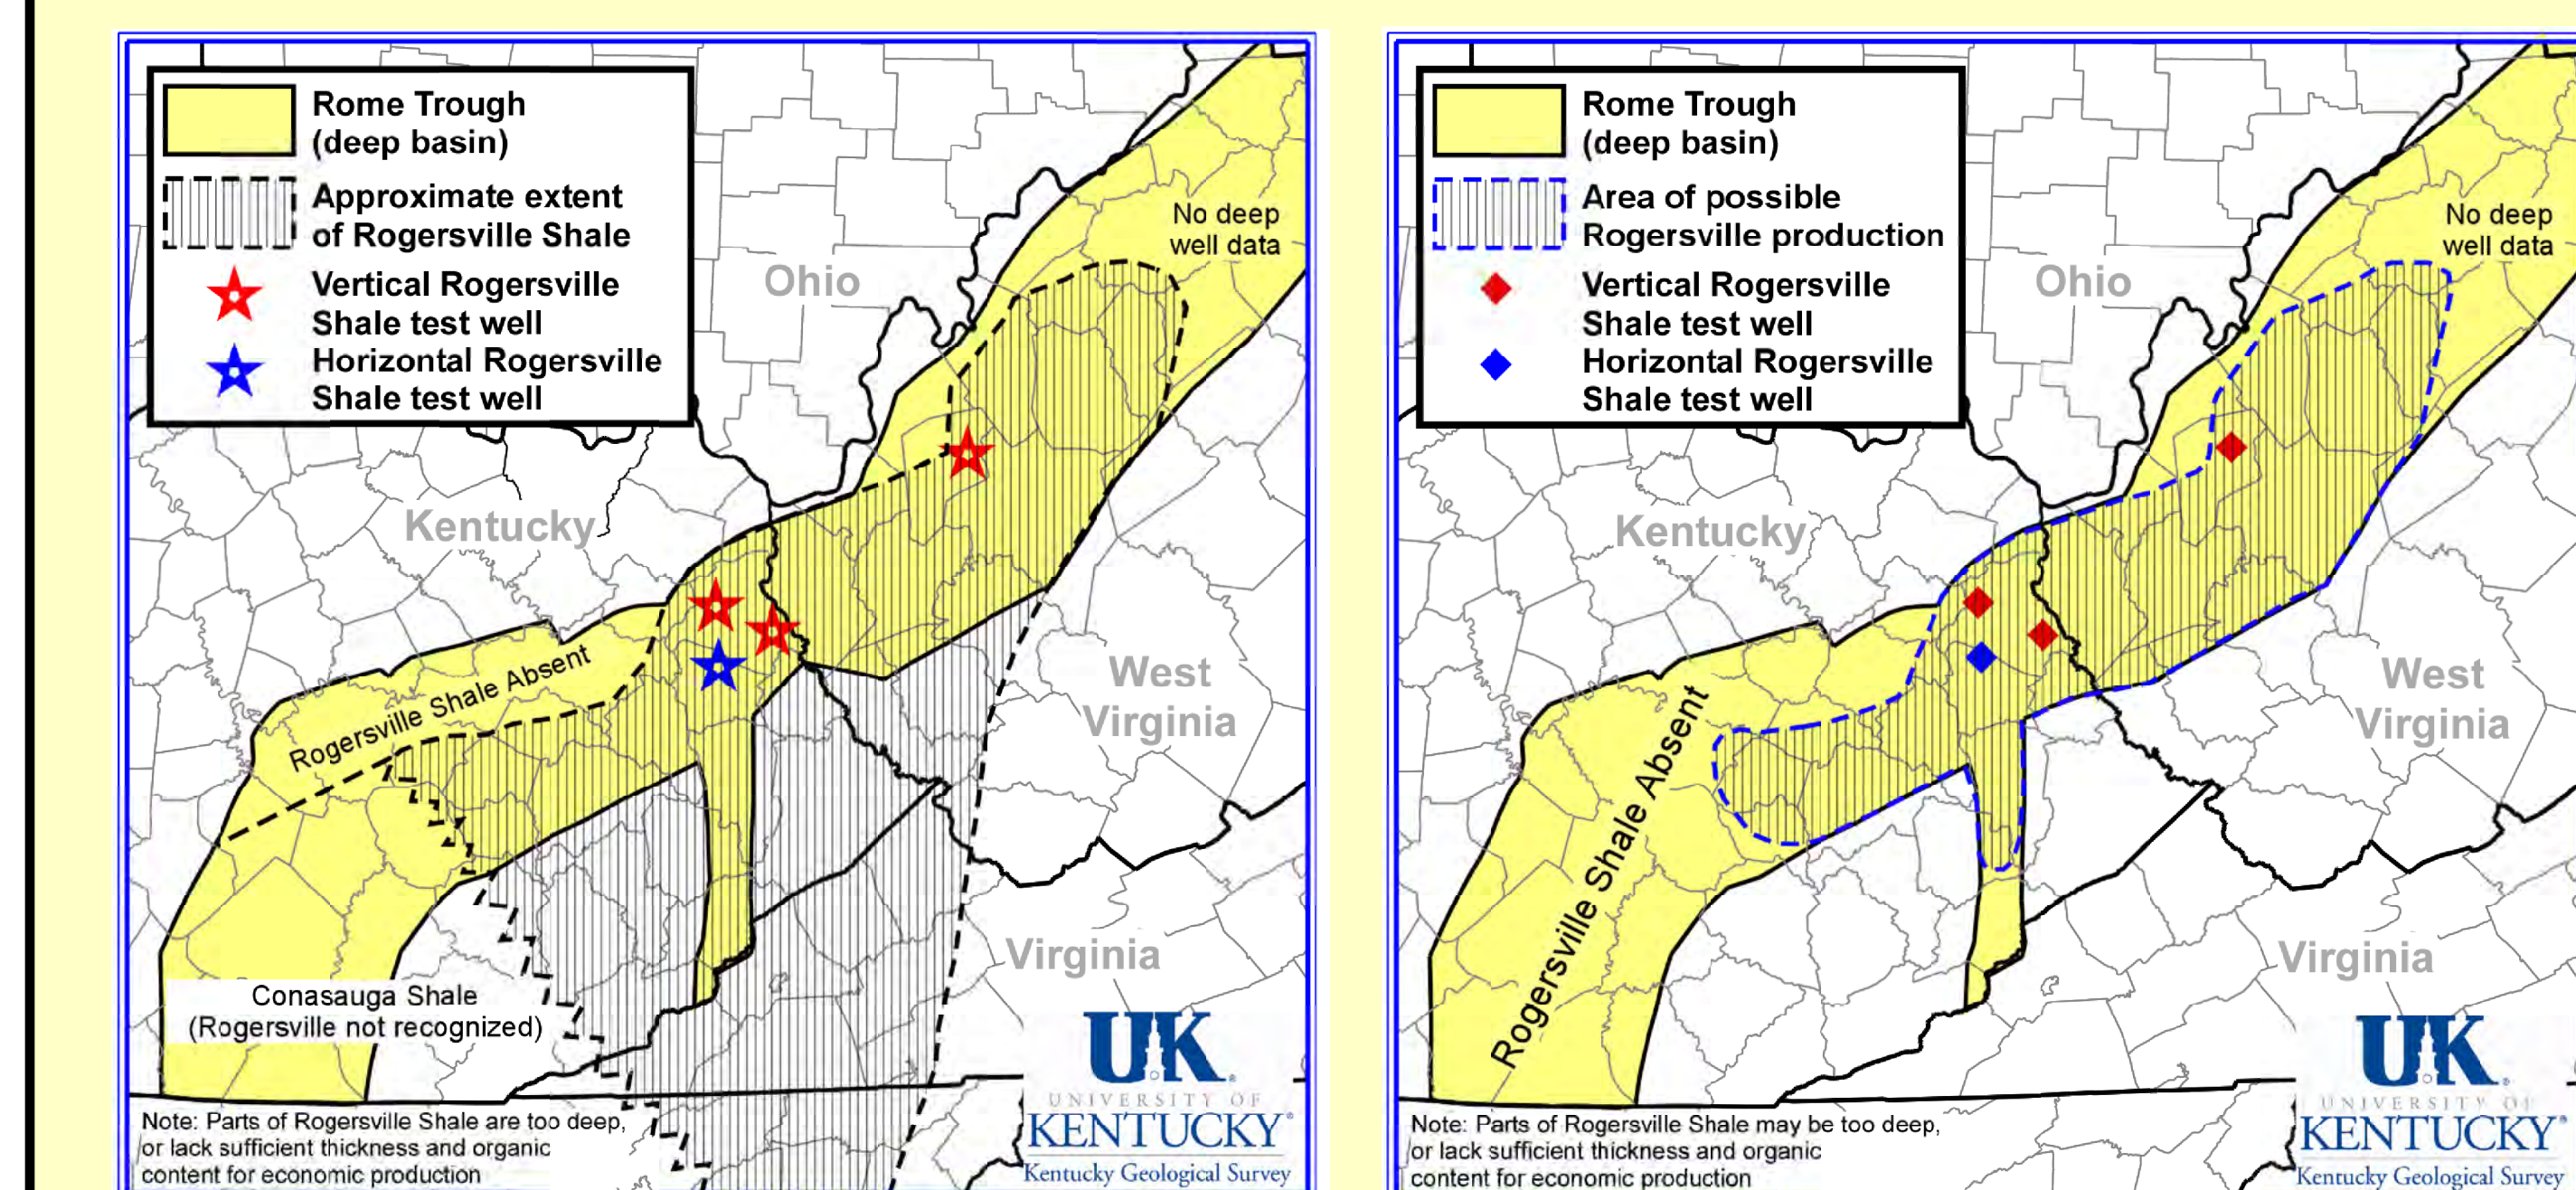 Rome Trough
(deep basin)
Approximate extent
of Rogersville Shale
Vertical Rogersville
Shale test well
Horizontal Rogersville
Shale test well
No deep
well data
Ohio
Kentucky
Rogersville Shale Absent
West
Virginia
Virginia
Conasauga Shale
(Rogersville not recognized)
Note: Parts of Rogersville Shale are too deep,
or lack sufficient thickness and organic
content for economic production
UK
UNIVERSITY OF
KENTUCKY®
Kentucky Geological Survey
Rome Trough
(deep basin)
Area of possible
Rogersville production
Vertical Rogersville
Shale test well
Horizontal Rogersville
Shale test well
No deep
well data
Ohio
Kentucky
Rogersville Shale Absent
West
Virginia
Virginia
Note: Parts of Rogersville Shale may be too deep,
or lack sufficient thickness and organic
content for economic production
UK
UNIVERSITY OF
KENTUCKY®
Kentucky Geological Survey